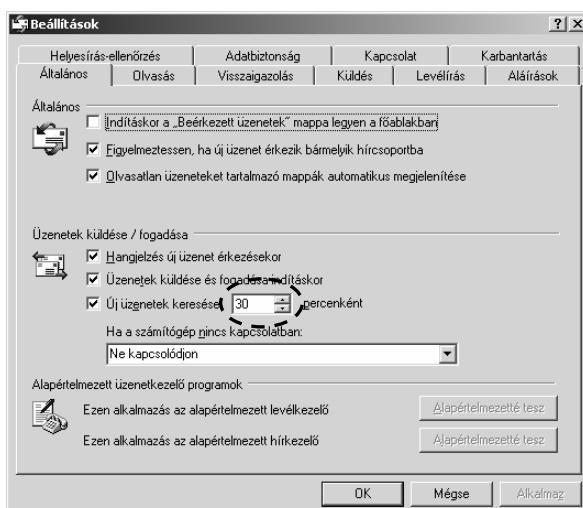 Beállítások
Helyesírás-ellenőrzés Adatbiztonság Kapcsolat Karbantartás
Általános Olvasás Visszaigazolás Küldés Levélírás Aláírások
Általános
Indításkor a „Beérkezett üzenetek” mappa legyen a főablakban
Figyelmeztessen, ha új üzenet érkezik bármelyik hírcsoportba
Olvasatlan üzeneteket tartalmazó mappák automatikus megjelenítése
Üzenetek küldése / fogadása
Hangjelzés új üzenet érkezésekor
Üzenetek küldése és fogadása indításkor
Új üzenetek keresése 30 percenként
Ha a számítógép nincs kapcsolatban:
Ne kapcsolódjon
Alapértelmezett üzenetkezelő programok
Ezen alkalmazás az alapértelmezett levélkezelő Alapértelmezetté tesz
Ezen alkalmazás az alapértelmezett hírkezelő Alapértelmezetté tesz
OK Mégse Alkalmaz